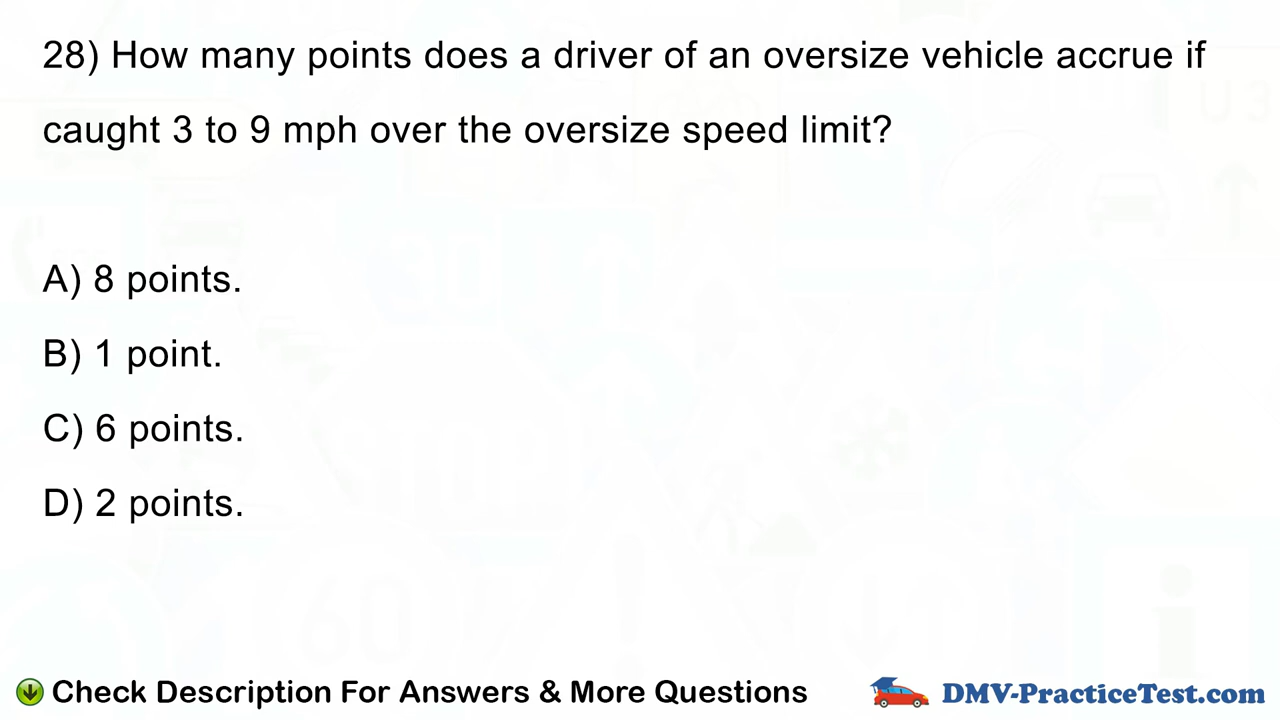 28) How many points does a driver of an oversize vehicle accrue if
caught 3 to 9 mph over the oversize speed limit?
A) 8 points.
B) 1 point.
C) 6 points.
D) 2 points.
Check Description For Answers & More Questions
DMV-PracticeTest.com